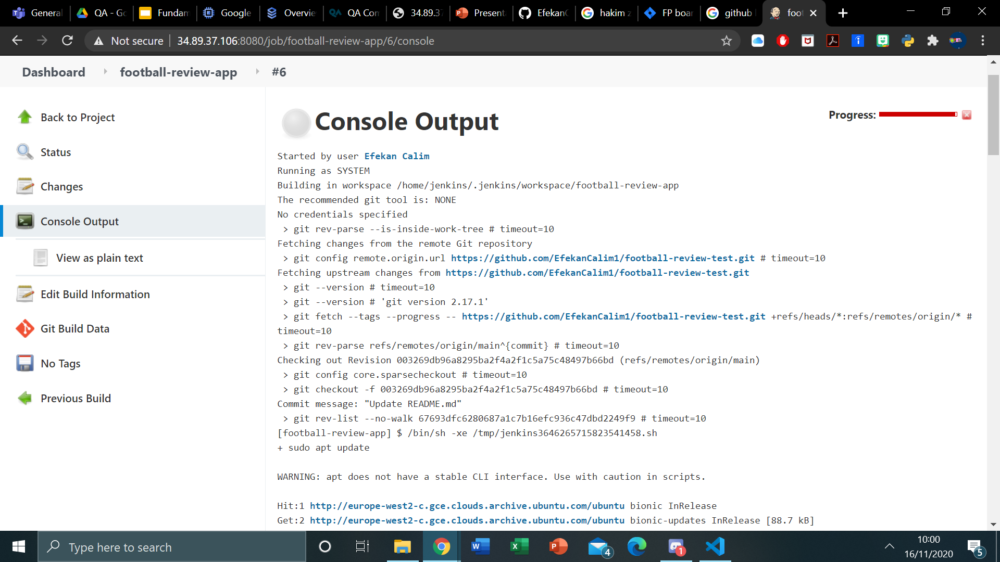 General
QA - Go
Fundam
Google
Overvie
QA Con
34.89.37
Present
EfekanC
hakim z
FP boar
github
foot
Not secure
34.89.37.106:8080/job/football-review-app/6/console
Dashboard
football-review-app
#6
Back to Project
Status
Changes
Console Output
View as plain text
Edit Build Information
Git Build Data
No Tags
Previous Build
Console Output
Progress:
Started by user Efekan Calim
Running as SYSTEM
Building in workspace /home/jenkins/.jenkins/workspace/football-review-app
The recommended git tool is: NONE
No credentials specified
> git rev-parse --is-inside-work-tree # timeout=10
Fetching changes from the remote Git repository
> git config remote.origin.url https://github.com/EfekanCalim1/football-review-test.git # timeout=10
Fetching upstream changes from https://github.com/EfekanCalim1/football-review-test.git
> git --version # timeout=10
> git --version # 'git version 2.17.1'
> git fetch --tags --progress -- https://github.com/EfekanCalim1/football-review-test.git +refs/heads/*:refs/remotes/origin/* #
timeout=10
> git rev-parse refs/remotes/origin/main^{commit} # timeout=10
Checking out Revision 003269db96a8295ba2f4a2f1c5a75c48497b66bd (refs/remotes/origin/main)
> git config core.sparsecheckout # timeout=10
> git checkout -f 003269db96a8295ba2f4a2f1c5a75c48497b66bd # timeout=10
Commit message: "Update README.md"
> git rev-list --no-walk 67693dfc6280687a1c7b16efc936c47dbd2249f9 # timeout=10
[football-review-app] $ /bin/sh -xe /tmp/jenkins3646265715823541458.sh
+ sudo apt update
WARNING: apt does not have a stable CLI interface. Use with caution in scripts.
Hit:1 http://europe-west2-c.gce.clouds.archive.ubuntu.com/ubuntu bionic InRelease
Get:2 http://europe-west2-c.gce.clouds.archive.ubuntu.com/ubuntu bionic-updates InRelease [88.7 kB]
Type here to search
4
1
10:00
16/11/2020
5